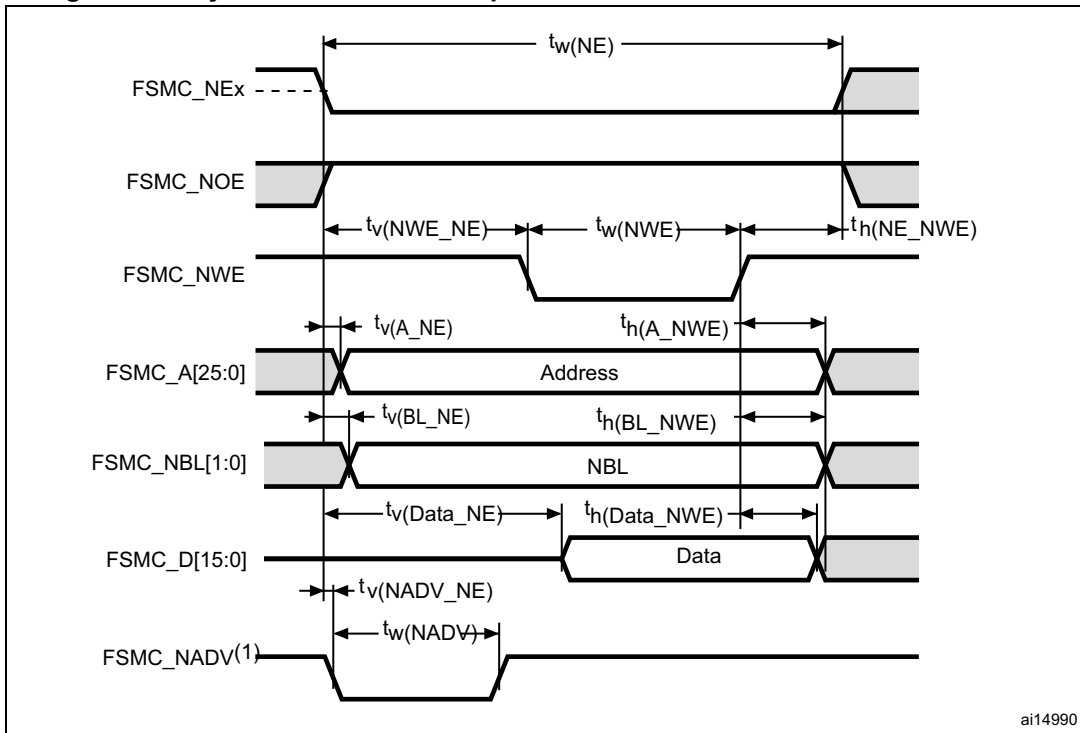 tw(NE)
FSMC_NEx
FSMC_NOE
tv(NWE_NE) tw(NWE) th(NE_NWE)
FSMC_NWE
tv(A_NE) th(A_NWE)
FSMC_A[25:0] Address
tv(BL_NE) th(BL_NWE)
FSMC_NBL[1:0] NBL
tv(Data_NE) th(Data_NWE)
FSMC_D[15:0] Data
tv(NADV_NE)
tw(NADV)
FSMC_NADV(1)
ai14990